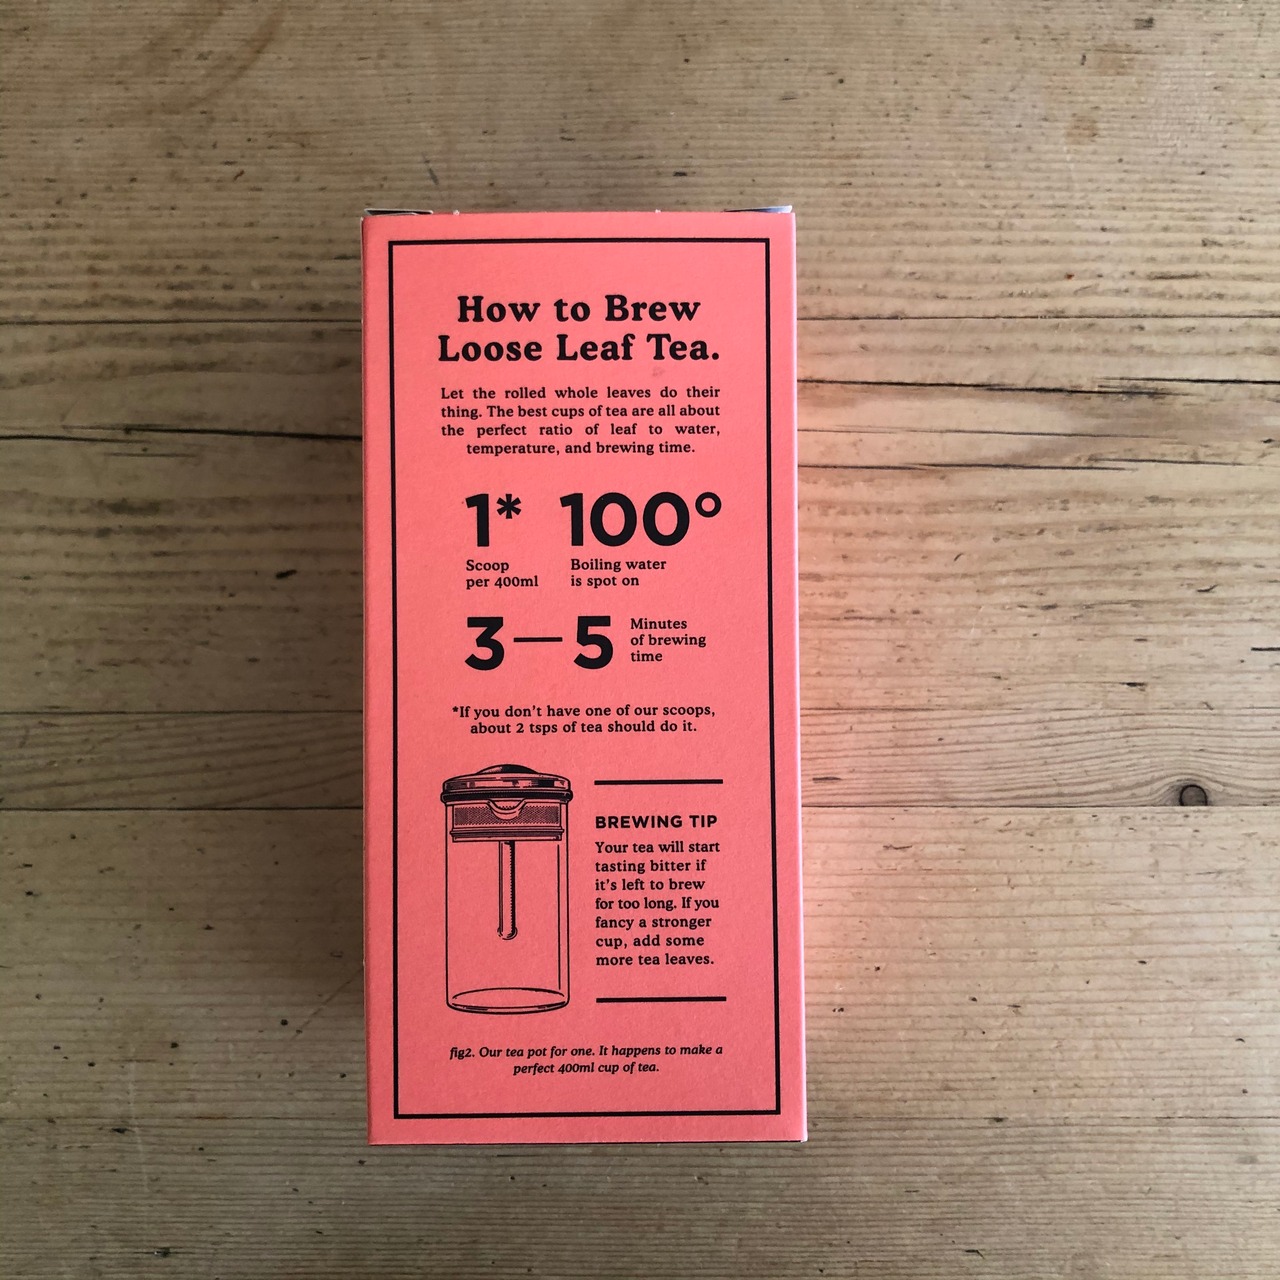 How to Brew
Loose Leaf Tea.
Let the rolled whole leaves do their
thing. The best cups of tea are all about
the perfect ratio of leaf to water,
temperature, and brewing time.
1* 100°
Scoop
per 400ml
Boiling water
is spot on
3—5
Minutes
of brewing
time
*If you don't have one of our scoops,
about 2 tsps of tea should do it.
BREWING TIP
Your tea will start
tasting bitter if
it's left to brew
for too long. If you
fancy a stronger
cup, add some
more tea leaves.
fig2. Our tea pot for one. It happens to make a
perfect 400ml cup of tea.